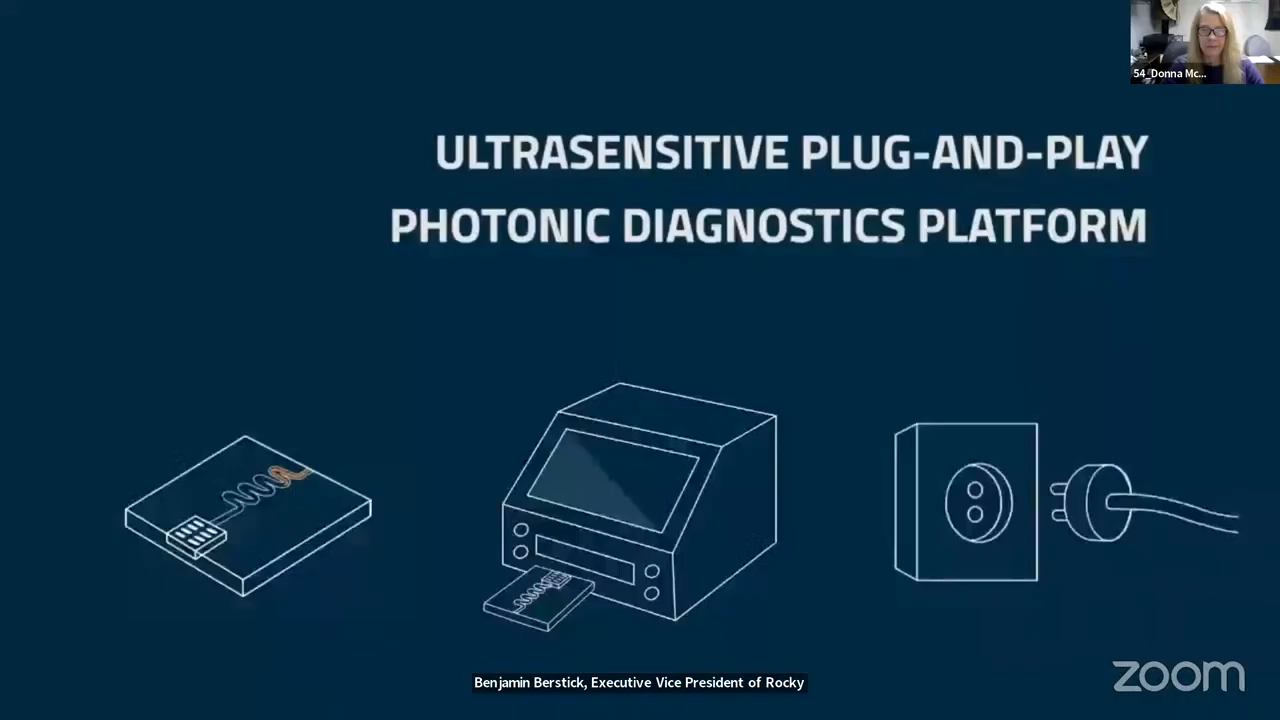 54_Donna Mc...
ULTRASENSITIVE PLUG-AND-PLAY
PHOTONIC DIAGNOSTICS PLATFORM
Benjamin Berstick, Executive Vice President of Rocky
zoom